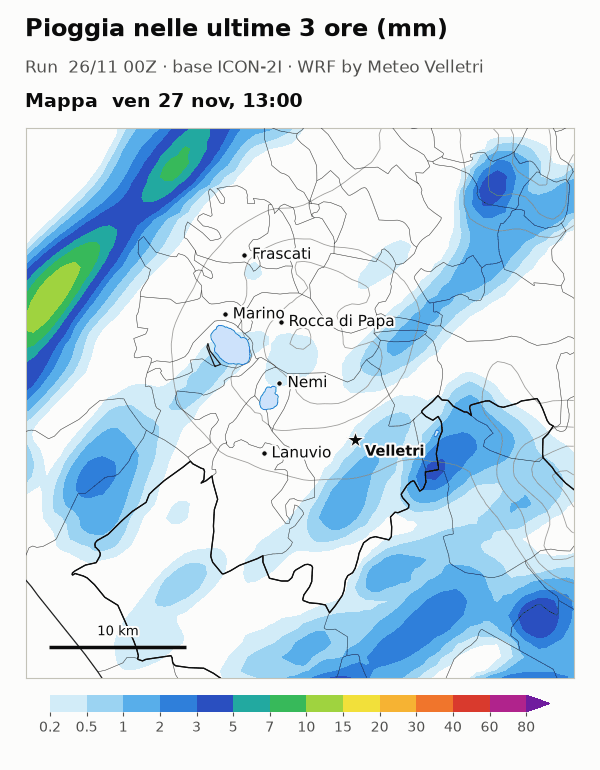 Pioggia nelle ultime 3 ore (mm)
Run  26/11 00Z · base ICON-2I · WRF by Meteo Velletri
Mappa  ven 27 nov, 13:00
Frascati
Marino
Rocca di Papa
Nemi
Velletri
Lanuvio
10 km
0.2 0.5 1 2 3 5 7 10 15 20 30 40 60 80